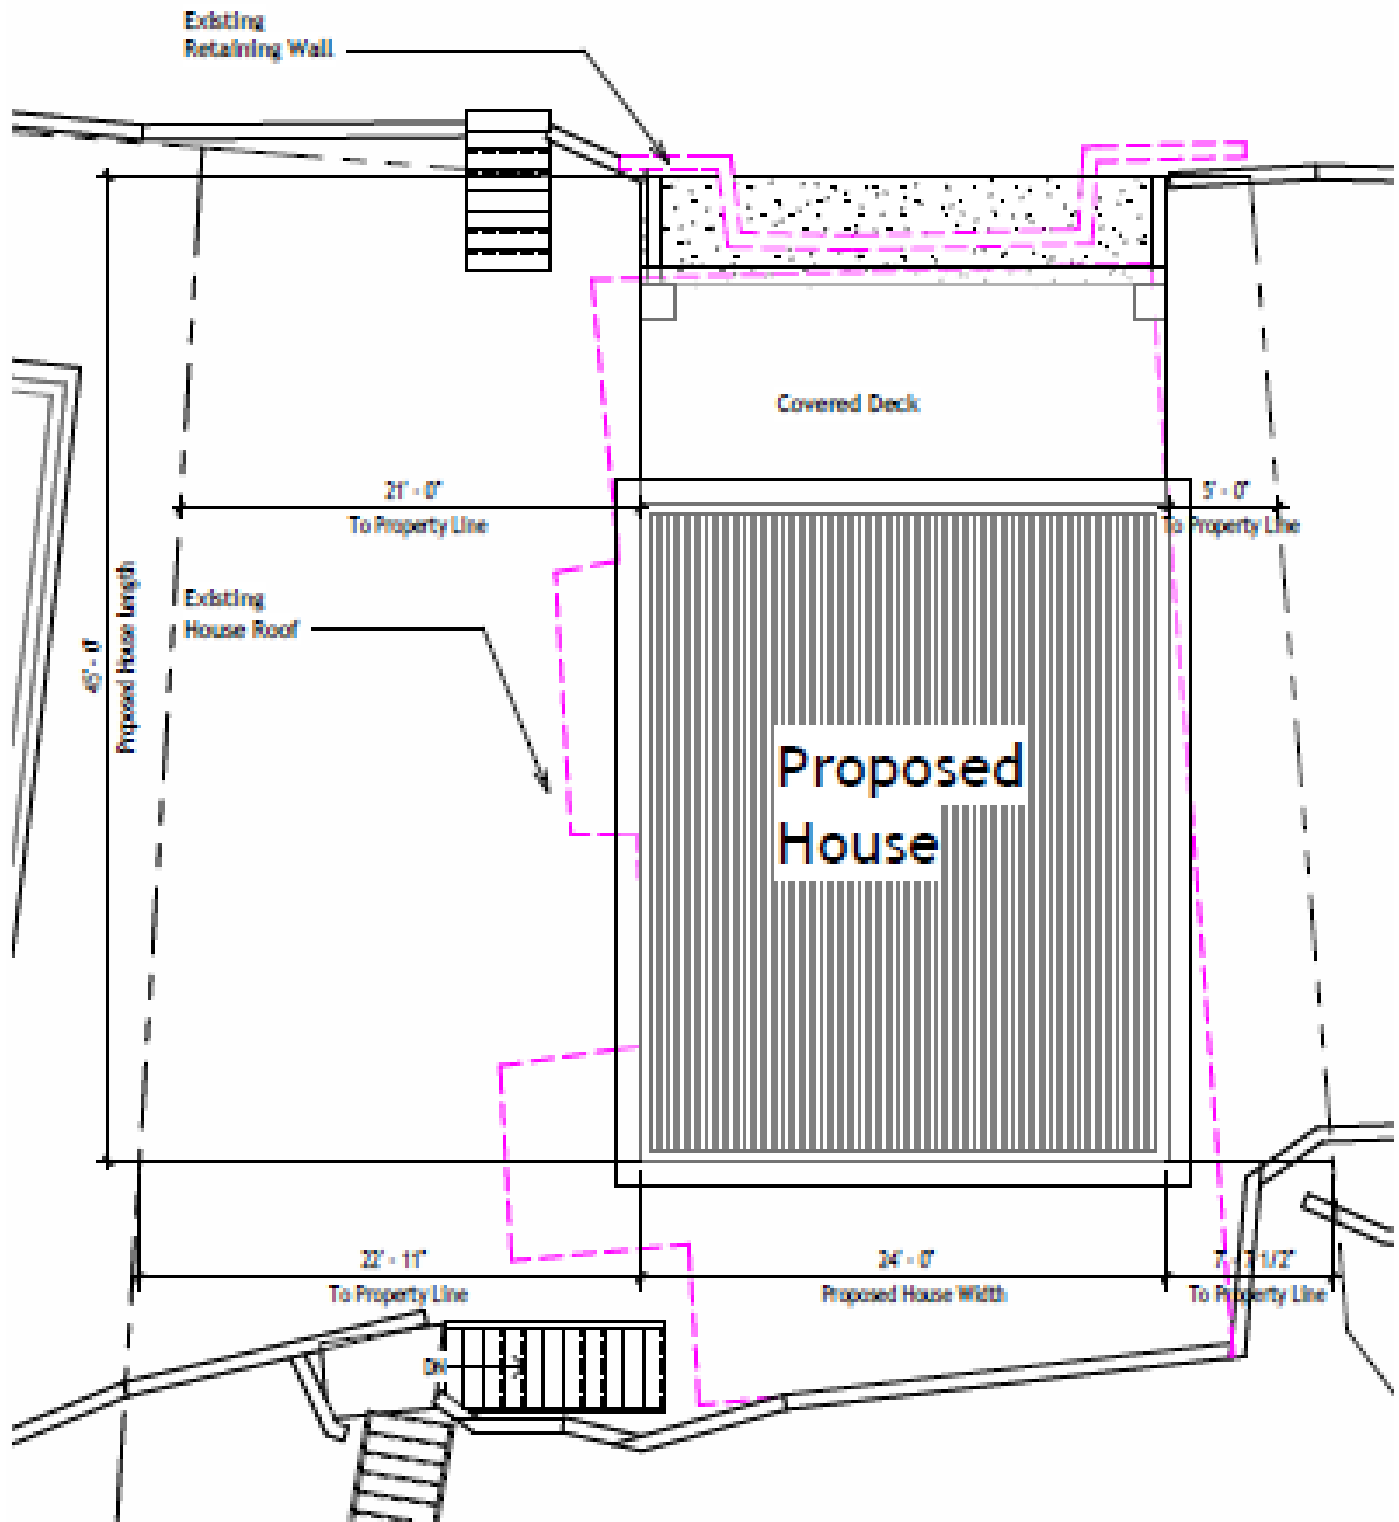 Existing
Retaining Wall
Covered Deck
21' - 0"
To Property Line
5' - 0"
To Property Line
Existing
House Roof
45' - 0"
Proposed House Length
Proposed
House
22' - 11"
To Property Line
24' - 0"
Proposed House Width
1/2"
To Property Line
DN